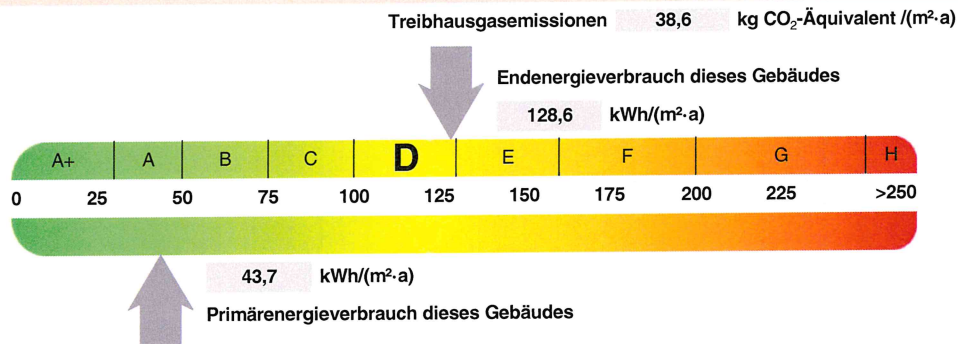 Treibhausgasemissionen 38,6 kg CO₂-Äquivalent /(m²·a)
Endenergieverbrauch dieses Gebäudes
128,6 kWh/(m²·a)
A+ A B C D E F G H
0 25 50 75 100 125 150 175 200 225 >250
43,7 kWh/(m²·a)
Primärenergieverbrauch dieses Gebäudes